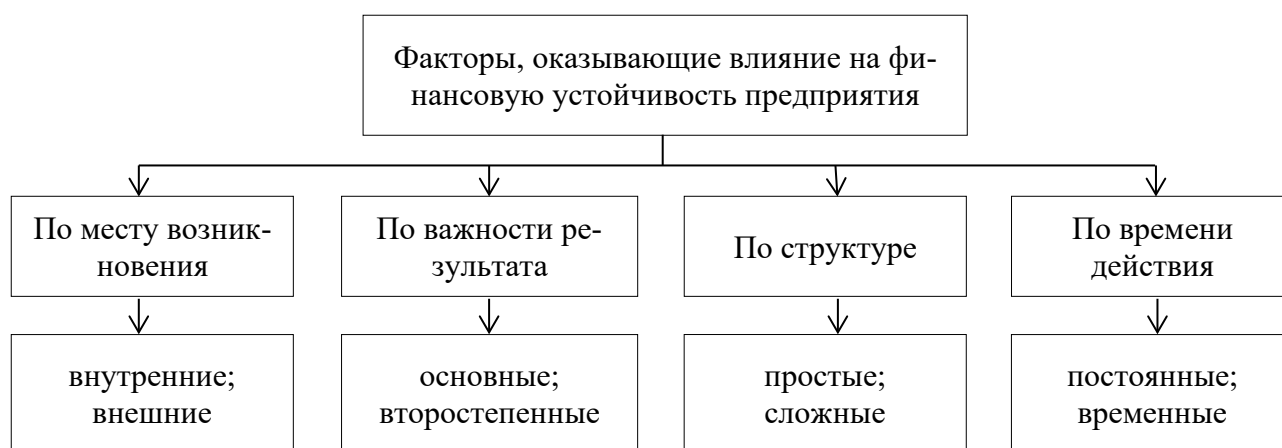 Факторы, оказывающие влияние на фи-
нансовую устойчивость предприятия
По месту возник-
новения
По важности ре-
зультата
По структуре
По времени
действия
внутренние;
внешние
основные;
второстепенные
простые;
сложные
постоянные;
временные